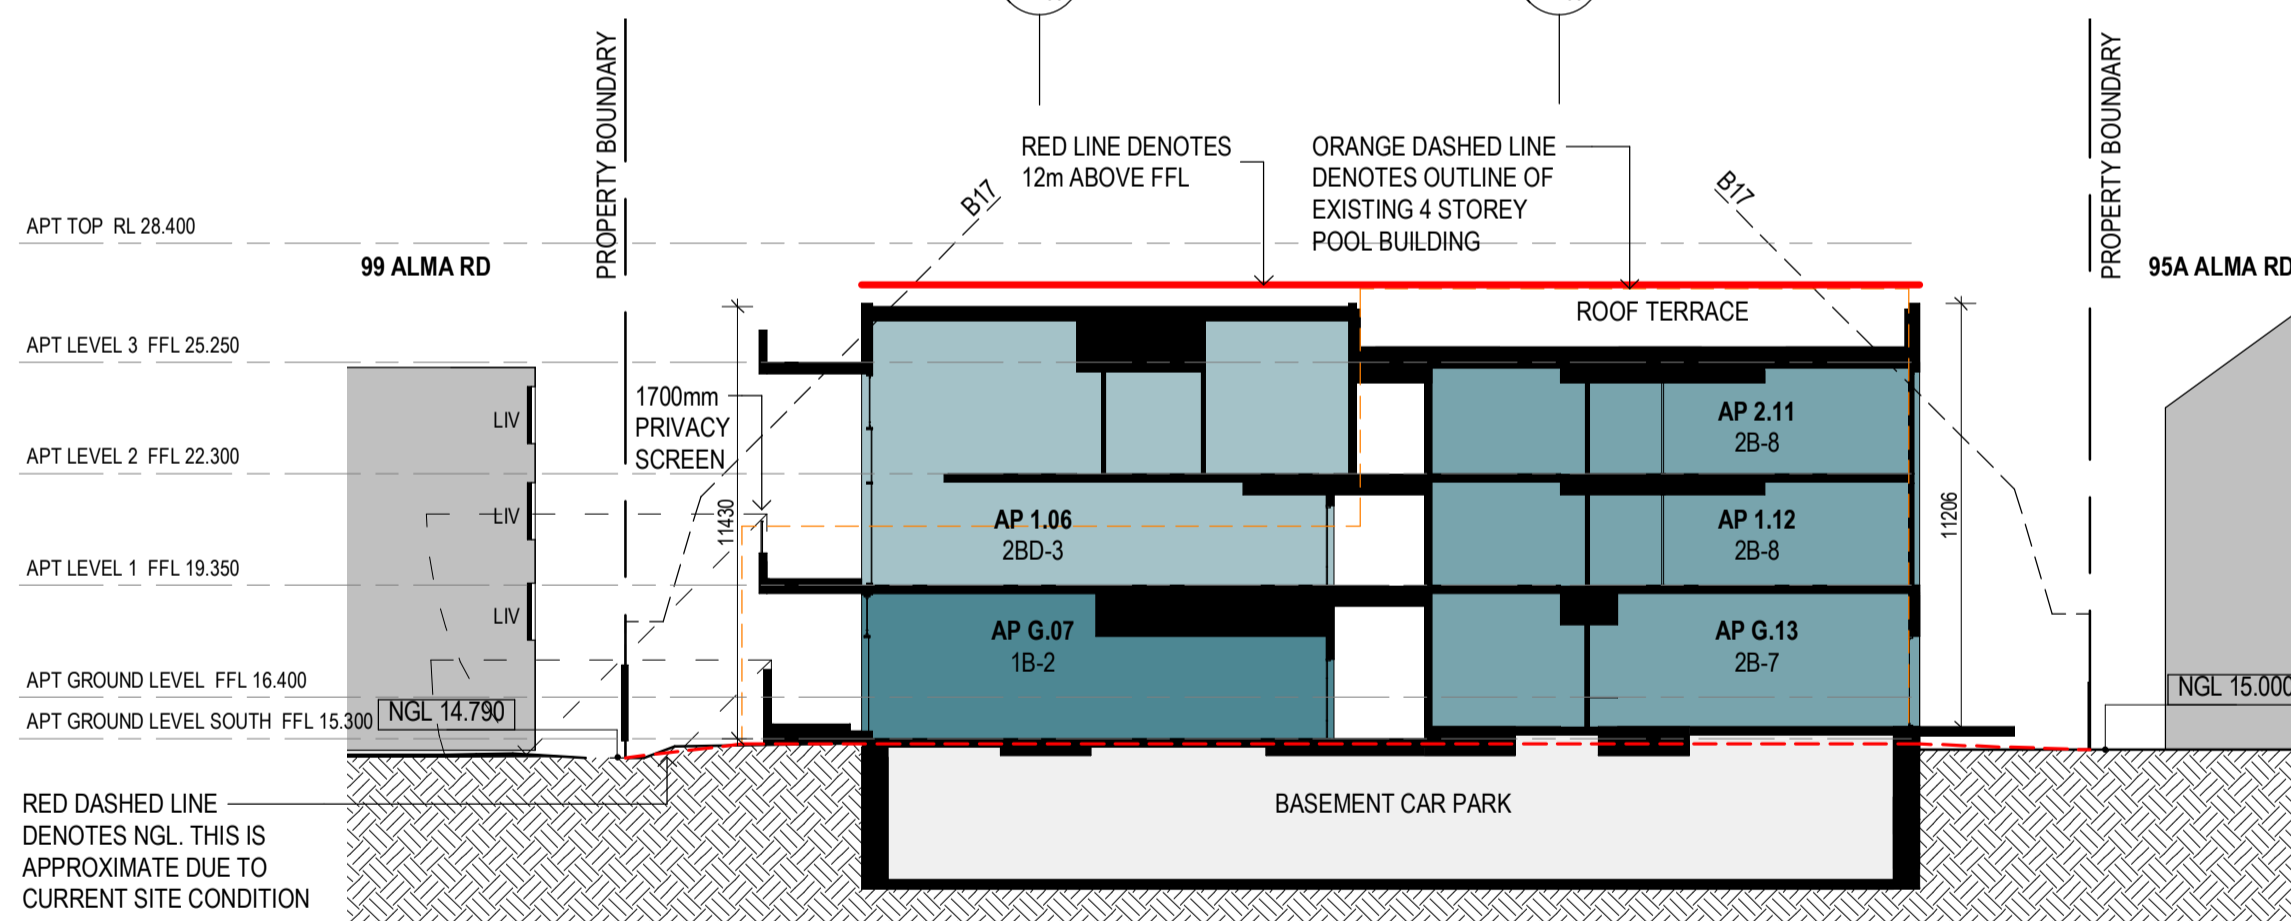 PROPERTY BOUNDARY
PROPERTY BOUNDARY
RED LINE DENOTES
12m ABOVE FFL
ORANGE DASHED LINE
DENOTES OUTLINE OF
EXISTING 4 STOREY
POOL BUILDING
B17
B17
APT TOP RL 28.400
99 ALMA RD
95A ALMA RD
ROOF TERRACE
APT LEVEL 3 FFL 25.250
1700mm
PRIVACY
SCREEN
LIV
AP 2.11
2B-8
APT LEVEL 2 FFL 22.300
11430
11206
LIV
AP 1.06
2BD-3
AP 1.12
2B-8
APT LEVEL 1 FFL 19.350
LIV
AP G.07
1B-2
AP G.13
2B-7
APT GROUND LEVEL FFL 16.400
NGL 15.000
APT GROUND LEVEL SOUTH FFL 15.300
NGL 14.790
RED DASHED LINE
DENOTES NGL. THIS IS
APPROXIMATE DUE TO
CURRENT SITE CONDITION
BASEMENT CAR PARK